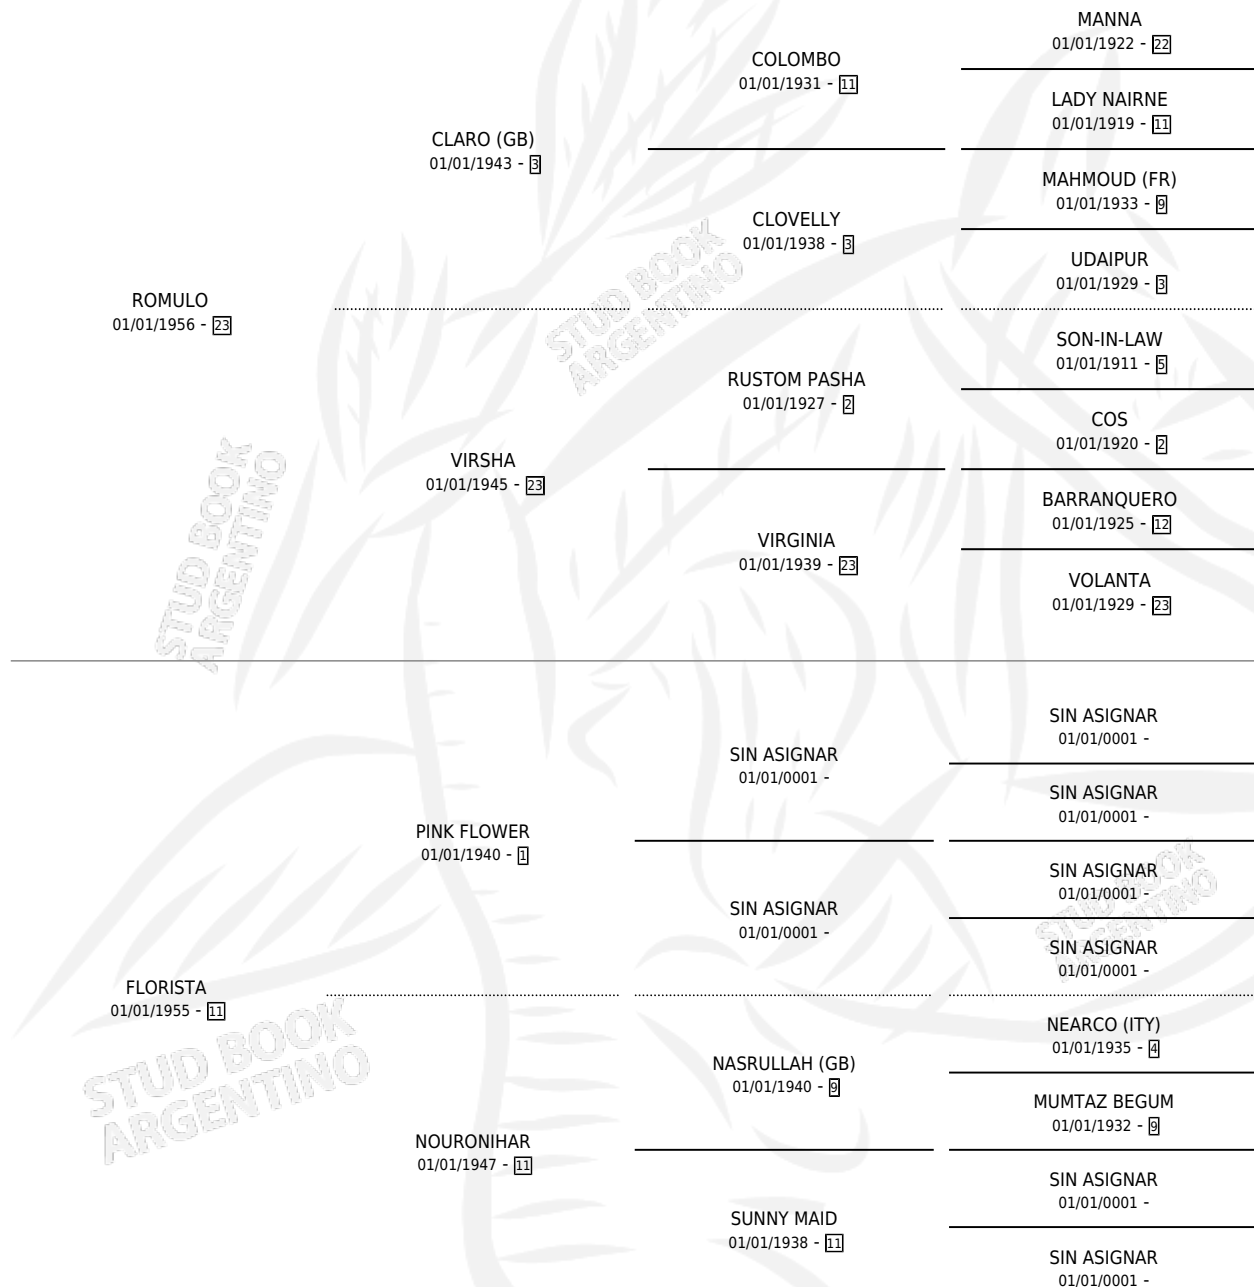 MANNA
01/01/1922 - 22
COLOMBO
01/01/1931 - 11
LADY NAIRNE
01/01/1919 - 11
CLARO (GB)
01/01/1943 - 3
MAHMOUD (FR)
01/01/1933 - 9
CLOVELLY
01/01/1938 - 3
UDAIPUR
01/01/1929 - 3
ROMULO
01/01/1956 - 23
SON-IN-LAW
01/01/1911 - 5
RUSTOM PASHA
01/01/1927 - 2
COS
01/01/1920 - 2
VIRSHA
01/01/1945 - 23
BARRANQUERO
01/01/1925 - 12
VIRGINIA
01/01/1939 - 23
VOLANTA
01/01/1929 - 23
STUD BOOK
ARGENTINO
STUD BOOK
ARGENTINO
SIN ASIGNAR
01/01/0001 -
SIN ASIGNAR
01/01/0001 -
SIN ASIGNAR
01/01/0001 -
PINK FLOWER
01/01/1940 - 1
SIN ASIGNAR
01/01/0001 -
SIN ASIGNAR
01/01/0001 -
SIN ASIGNAR
01/01/0001 -
STUD BOOK
ARGENTINO
FLORISTA
01/01/1955 - 11
NEARCO (ITY)
01/01/1935 - 4
NASRULLAH (GB)
01/01/1940 - 9
MUMTAZ BEGUM
01/01/1932 - 9
NOURONIHAR
01/01/1947 - 11
SIN ASIGNAR
01/01/0001 -
SUNNY MAID
01/01/1938 - 11
SIN ASIGNAR
01/01/0001 -
STUD BOOK
ARGENTINO